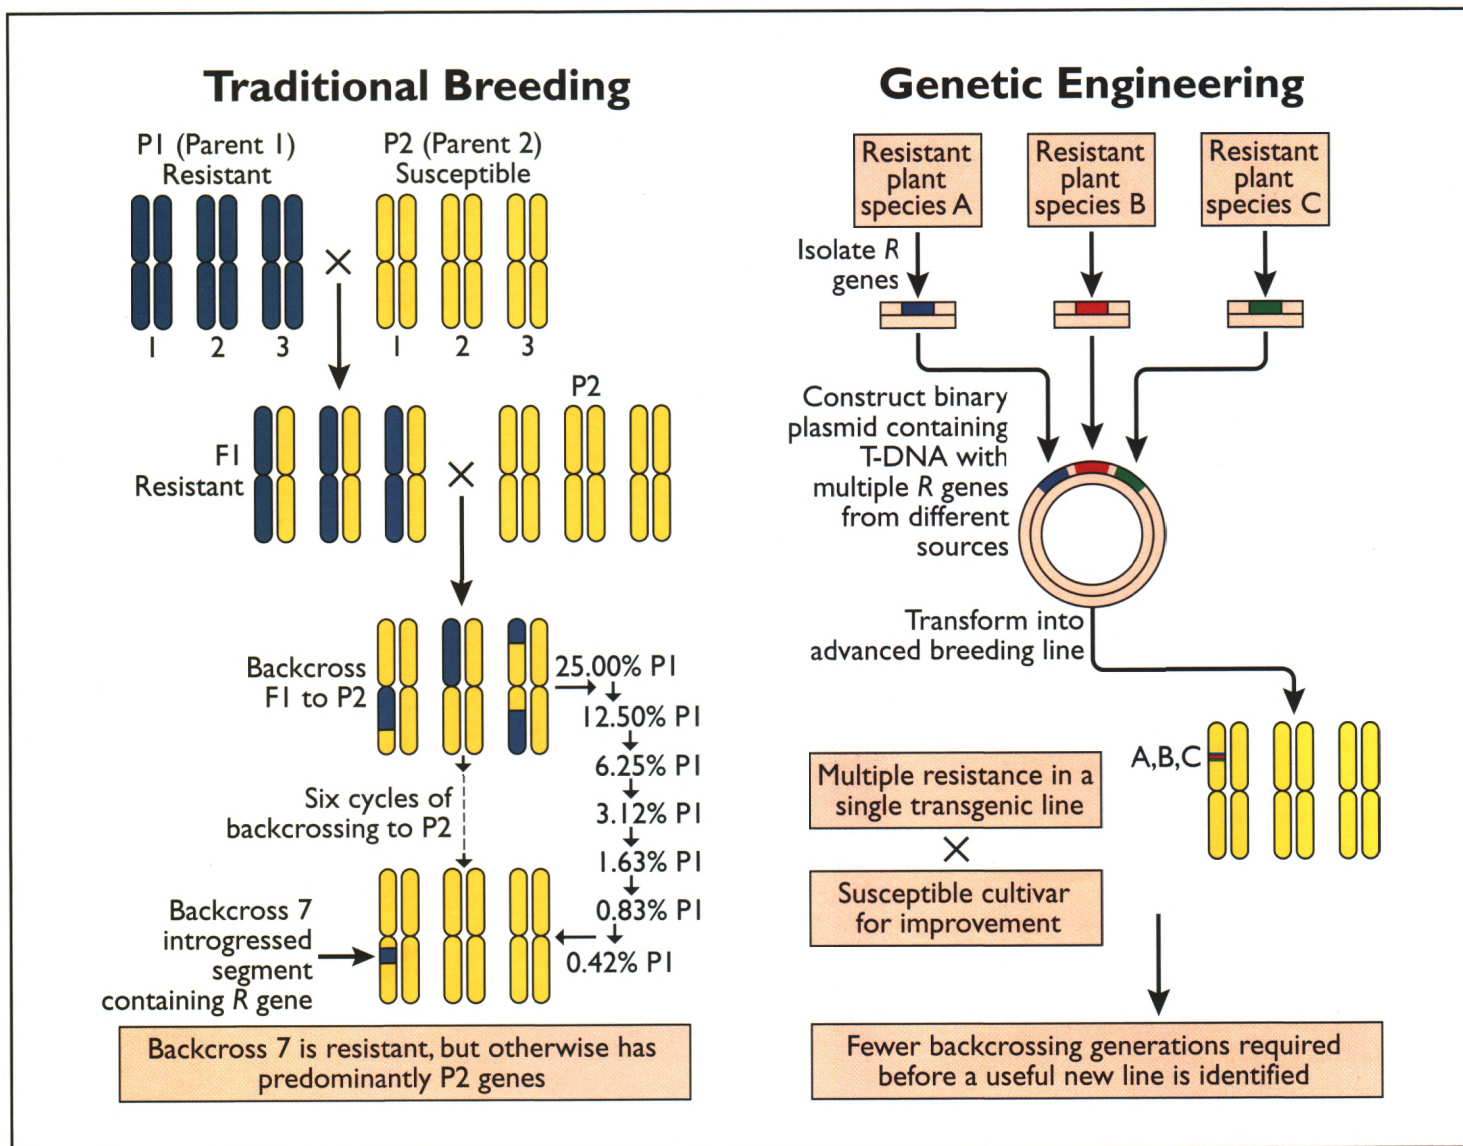 Traditional Breeding
P1 (Parent 1)
Resistant
P2 (Parent 2)
Susceptible
1 2 3
1 2 3
F1
Resistant
P2
Backcross
F1 to P2
25.00% P1
12.50% P1
6.25% P1
3.12% P1
1.63% P1
0.83% P1
0.42% P1
Six cycles of
backcrossing to P2
Backcross 7
introgressed
segment
containing R gene
Backcross 7 is resistant, but otherwise has
predominantly P2 genes
Genetic Engineering
Resistant
plant
species A
Resistant
plant
species B
Resistant
plant
species C
Isolate R
genes
Construct binary
plasmid containing
T-DNA with
multiple R genes
from different
sources
Transform into
advanced breeding line
A,B,C
Multiple resistance in a
single transgenic line
Susceptible cultivar
for improvement
Fewer backcrossing generations required
before a useful new line is identified